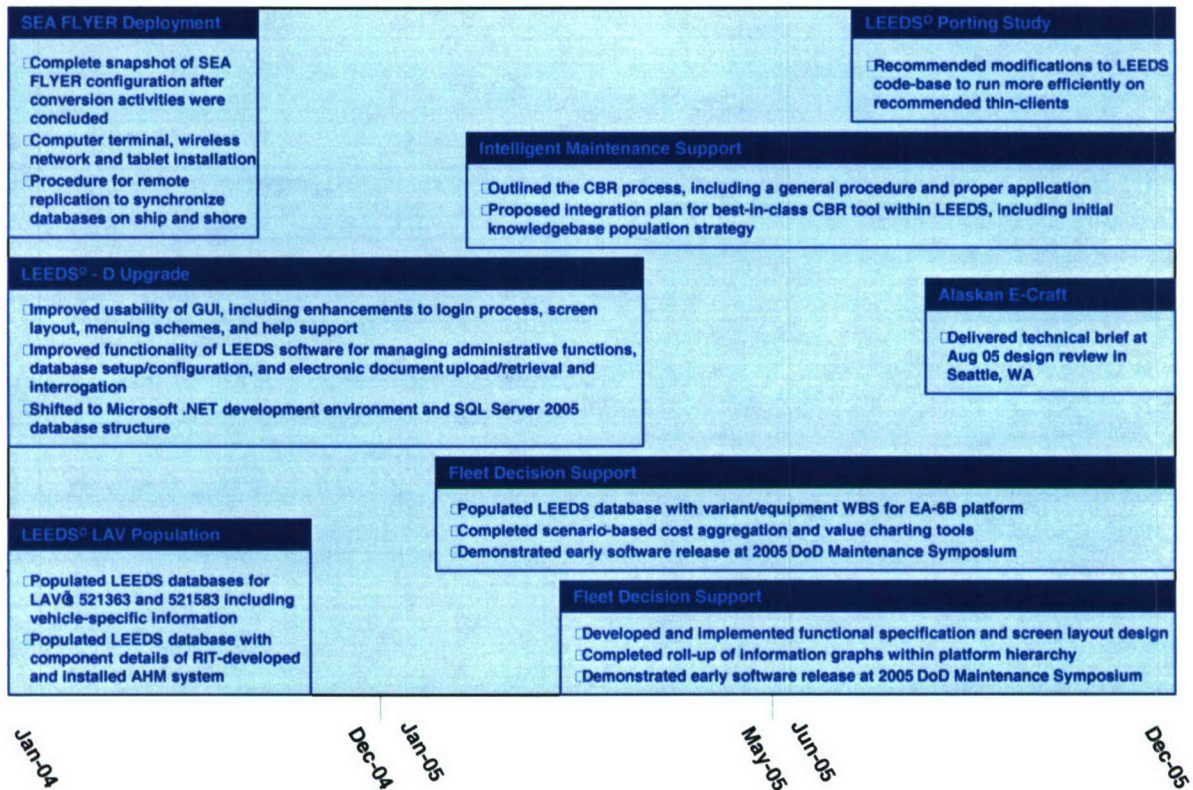 SEA FLYER Deployment
□Complete snapshot of SEA
FLYER configuration after
conversion activities were
concluded
□Computer terminal, wireless
network and tablet installation
□Procedure for remote
replication to synchronize
databases on ship and shore
LEEDS© Porting Study
□Recommended modifications to LEEDS
code-base to run more efficiently on
recommended thin-clients
Intelligent Maintenance Support
□Outlined the CBR process, including a general procedure and proper application
□Proposed integration plan for best-in-class CBR tool within LEEDS, including initial
knowledgebase population strategy
LEEDS© - D Upgrade
□Improved usability of GUI, including enhancements to login process, screen
layout, menuing schemes, and help support
□Improved functionality of LEEDS software for managing administrative functions,
database setup/configuration, and electronic document upload/retrieval and
interrogation
□Shifted to Microsoft .NET development environment and SQL Server 2005
database structure
Alaskan E-Craft
□Delivered technical brief at
Aug 05 design review in
Seattle, WA
Fleet Decision Support
□Populated LEEDS database with variant/equipment WBS for EA-6B platform
□Completed scenario-based cost aggregation and value charting tools
□Demonstrated early software release at 2005 DoD Maintenance Symposium
LEEDS© LAV Population
□Populated LEEDS databases for
521363 and 521583 including
vehicle-specific information
□Populated LEEDS database with
component details of RIT-developed
and installed AHM system
Fleet Decision Support
□Developed and implemented functional specification and screen layout design
□Completed roll-up of information graphs within platform hierarchy
□Demonstrated early software release at 2005 DoD Maintenance Symposium
Jan-04
Dec-04
Jan-05
May-05
Jun-05
Dec-05